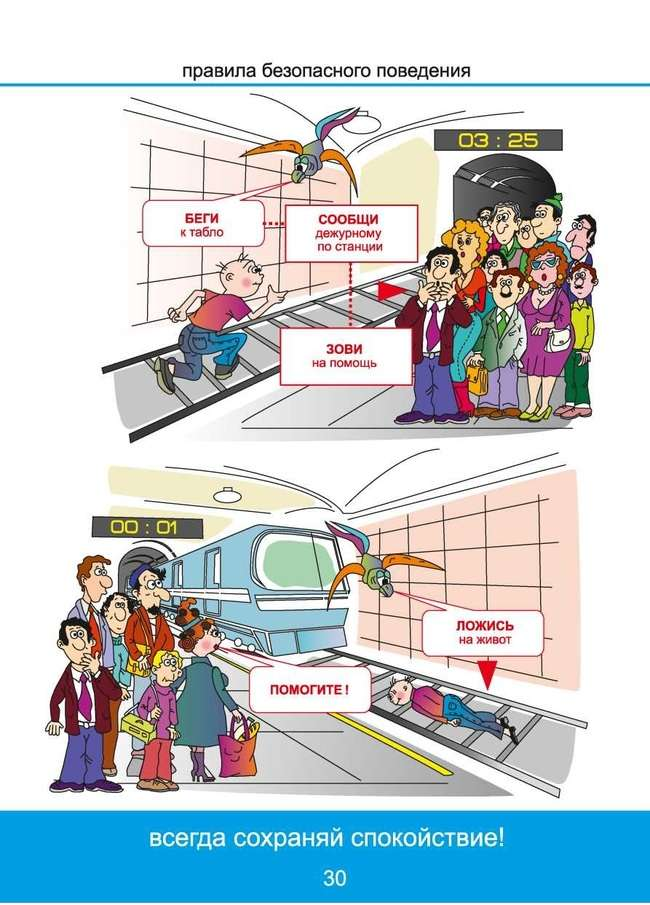 правила безопасного поведения
03 : 25
БЕГИ
к табло
СООБЩИ
дежурному
по станции
ЗОВИ
на помощь
00 : 01
ЛОЖИСЬ
на живот
ПОМОГИТЕ !
всегда сохраняй спокойствие!
30